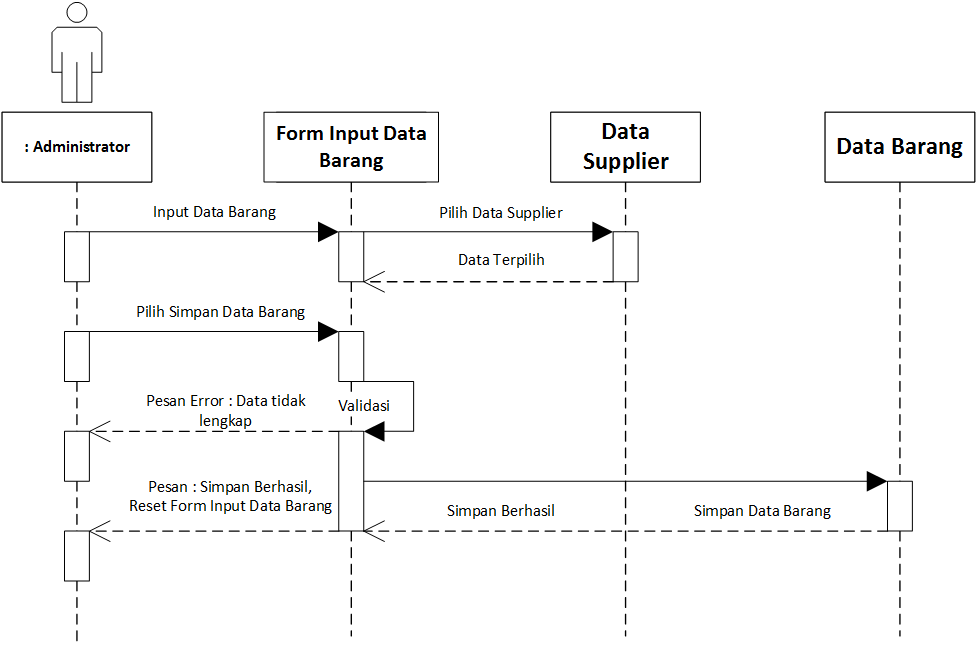 : Administrator
Form Input Data
Barang
Data
Supplier
Data Barang
Input Data Barang
Pilih Data Supplier
Data Terpilih
Pilih Simpan Data Barang
Pesan Error : Data tidak
lengkap
Validasi
Pesan : Simpan Berhasil,
Reset Form Input Data Barang
Simpan Berhasil
Simpan Data Barang